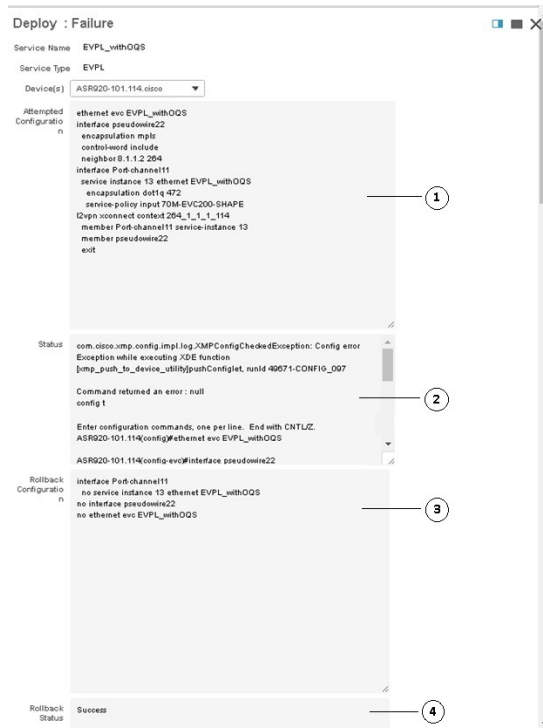 Deploy : Failure
Service Name EVPL_withOQS
Service Type EVPL
Device(s) ASR920-101.114.cisco
Attempted
Configuratio
n
ethernet evc EVPL_withOQS
interface pseudowire22
encapsulation mpls
control-word include
neighbor 8.1.1.2 264
interface Port-channel11
service instance 13 ethernet EVPL_withOQS
encapsulation dot1q 472
service-policy input 70M-EVC200-SHAPE
l2vpn xconnect context 264_1_1_1_114
member Port-channel11 service-instance 13
member pseudowire22
exit
1
Status
com.cisco.xmp.config.impl.log.XMPConfigCheckedException: Config error
Exception while executing XDE function
[xmp_push_to_device_utility]pushConfiglet, runId 49671-CONFIG_097
Command returned an error : null
config t
Enter configuration commands, one per line. End with CNTL/Z.
ASR920-101.114(config)#ethernet evc EVPL_withOQS
ASR920-101.114(config-evc)#interface pseudowire22
2
Rollback
Configuratio
n
interface Port-channel11
no service instance 13 ethernet EVPL_withOQS
no interface pseudowire22
no ethernet evc EVPL_withOQS
3
Rollback
Status
Success
4